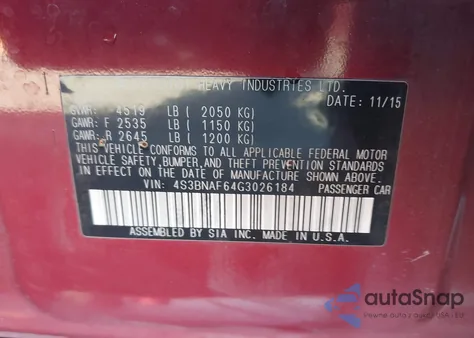 HEAVY INDUSTRIES LTD.
DATE: 11/15
GVWR: 4519 LB ( 2050 KG)
GAWR: F 2535 LB ( 1150 KG)
GAWR: R 2645 LB ( 1200 KG)
THIS VEHICLE CONFORMS TO ALL APPLICABLE FEDERAL MOTOR
VEHICLE SAFETY, BUMPER, AND THEFT PREVENTION STANDARDS
IN EFFECT ON THE DATE OF MANUFACTURE SHOWN ABOVE.
VIN: 4S3BNAF64G3026184 PASSENGER CAR
ASSEMBLED BY SIA INC. MADE IN U.S.A.
autoSnap